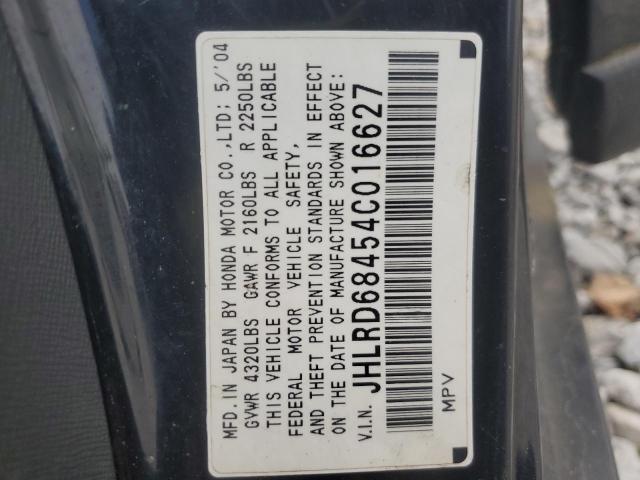 MFD.IN JAPAN BY HONDA MOTOR CO.,LTD; 5/'04
GVWR 4320LBS GAWR F 2160LBS R 2250LBS
THIS VEHICLE CONFORMS TO ALL APPLICABLE
FEDERAL MOTOR VEHICLE SAFETY,
AND THEFT PREVENTION STANDARDS IN EFFECT
ON THE DATE OF MANUFACTURE SHOWN ABOVE:
V.I.N. JHLRD68454C016627
MPV